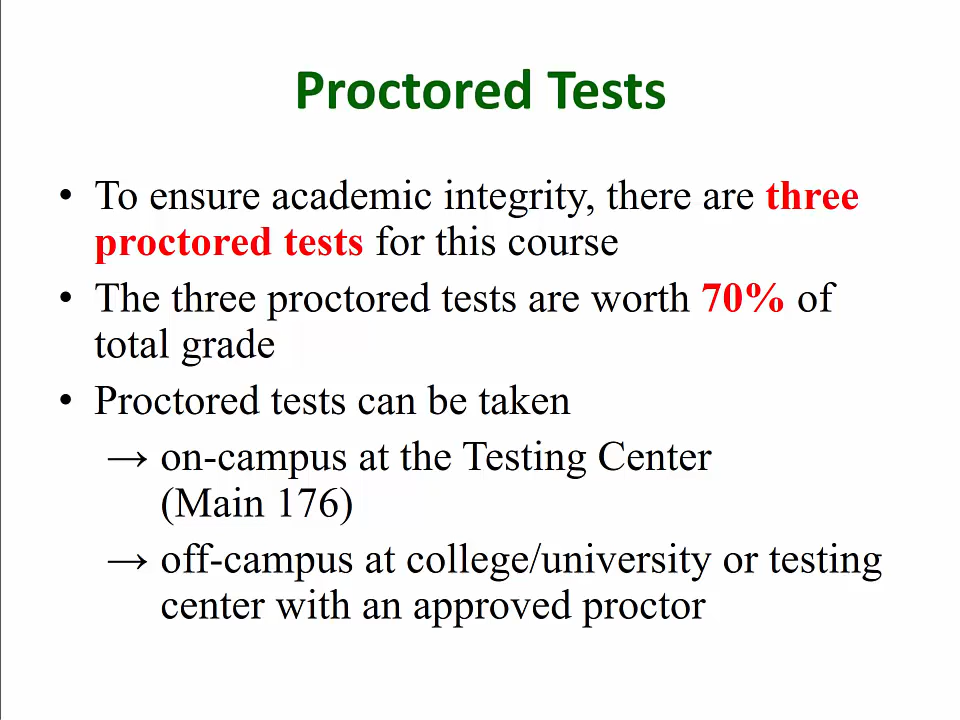 Proctored Tests
• To ensure academic integrity, there are three
proctored tests for this course
• The three proctored tests are worth 70% of
total grade
• Proctored tests can be taken
→ on-campus at the Testing Center
(Main 176)
→ off-campus at college/university or testing
center with an approved proctor